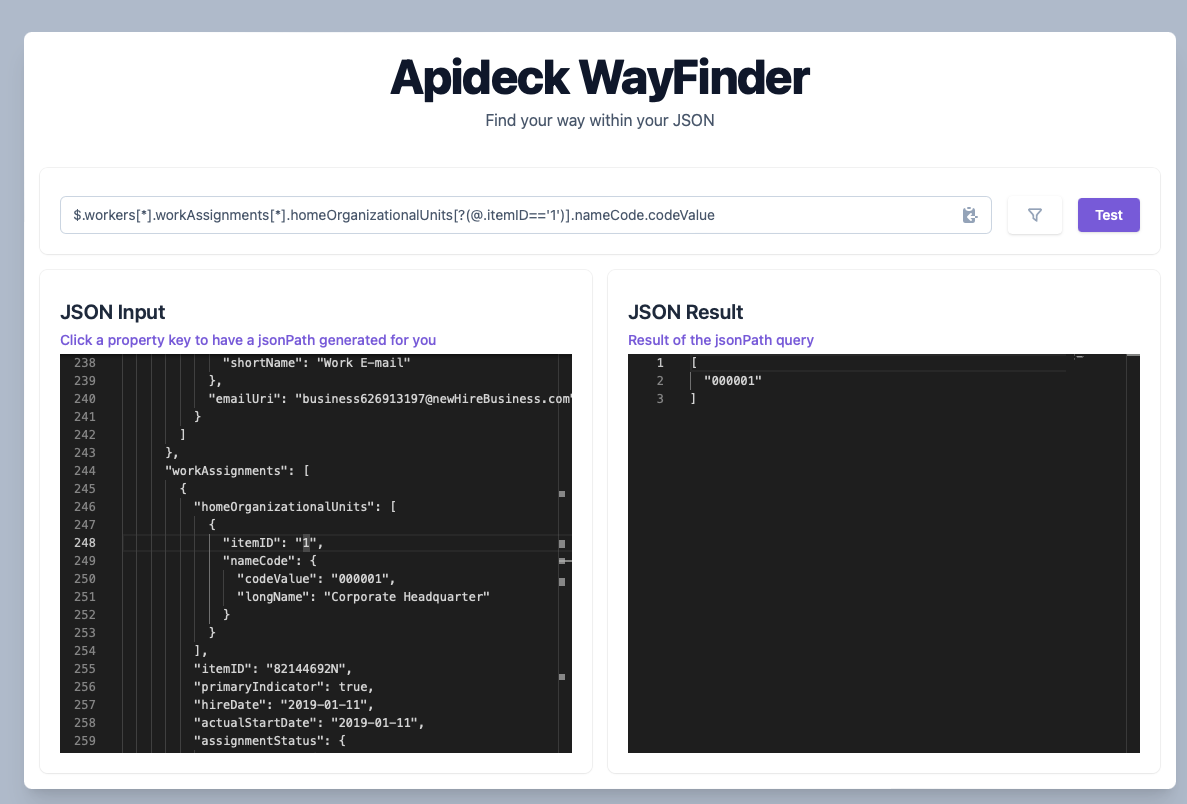 Apideck WayFinder
Find your way within your JSON
$.workers[*].workAssignments[*].homeOrganizationalUnits[?(@.itemID=='1')].nameCode.codeValue
Test
JSON Input
Click a property key to have a jsonPath generated for you
238 "shortName": "Work E-mail"
239 },
240 "emailUri": "business626913197@newHireBusiness.com"
241 }
242 ]
243 },
244 "workAssignments": [
245 {
246 "homeOrganizationalUnits": [
247 {
248 "itemID": "1",
249 "nameCode": {
250 "codeValue": "000001",
251 "longName": "Corporate Headquarter"
252 }
253 }
254 ],
255 "itemID": "82144692N",
256 "primaryIndicator": true,
257 "hireDate": "2019-01-11",
258 "actualStartDate": "2019-01-11",
259 "assignmentStatus": {
JSON Result
Result of the jsonPath query
1 [
2 "000001"
3 ]